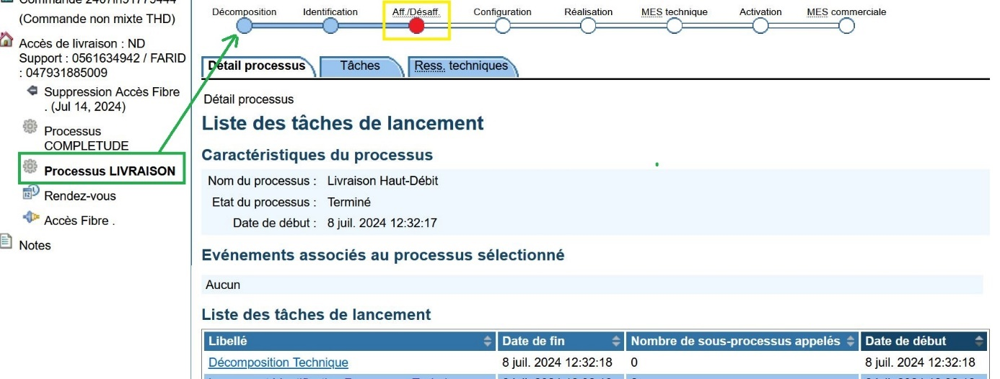 (Commande non mixte THD)
Accès de livraison : ND
Support : 0561634942 / FARID
: 047931885009
Suppression Accès Fibre
. (Jul 14, 2024)
Processus
COMPLETUDE
Processus LIVRAISON
Rendez-vous
Accès Fibre .
Notes
Décomposition Identification Aff./Désaff. Configuration Réalisation MES technique Activation MES commerciale
Détail processus Tâches Ress. techniques
Détail processus
Liste des tâches de lancement
Caractéristiques du processus
Nom du processus : Livraison Haut-Débit
Etat du processus : Terminé
Date de début : 8 juil. 2024 12:32:17
Evénements associés au processus sélectionné
Aucun
Liste des tâches de lancement
Libellé Date de fin Nombre de sous-processus appelés Date de début
Décomposition Technique 8 juil. 2024 12:32:18 0 8 juil. 2024 12:32:18